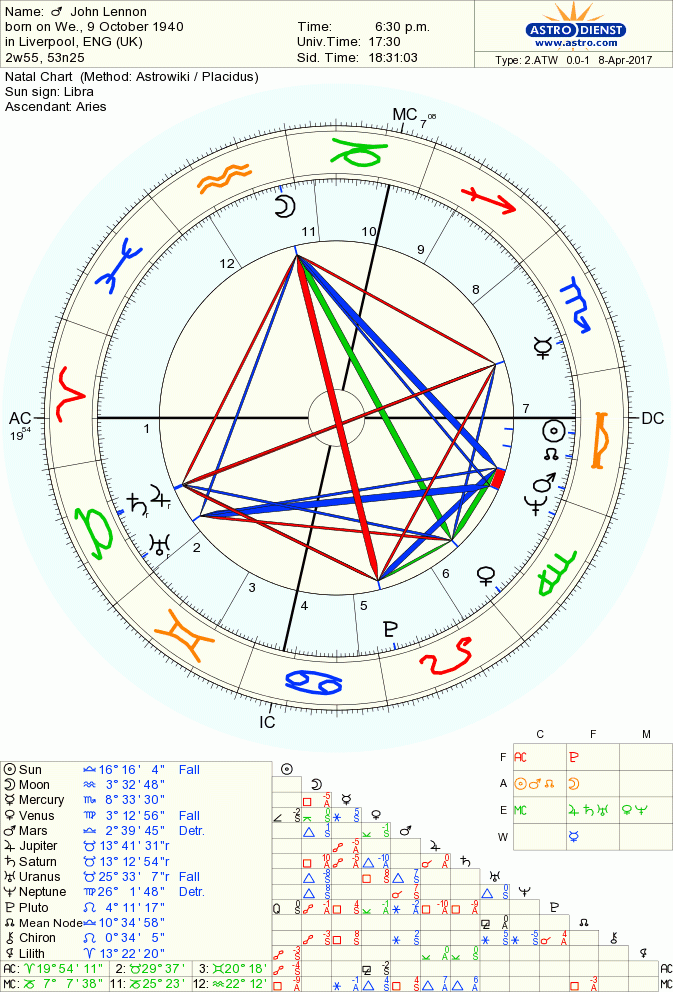 Name: ♂ John Lennon
born on We., 9 October 1940
in Liverpool, ENG (UK)
2w55, 53n25
Time: 6:30 p.m.
Univ.Time: 17:30
Sid. Time: 18:31:03
ASTRO DIENST
www.astro.com
Type: 2.ATW 0.0-1 8-Apr-2017
Natal Chart (Method: Astrowiki / Placidus)
Sun sign: Libra
Ascendant: Aries
MC 7 08
11 10
12 9
8
AC 19 54
1
7
DC
2
6
3
4 5
IC
C F M
F AC ♇
A ☉♂☊ ☽
E MC ♃♄♅ ♀♆
W ☿
☉ Sun ♎ 16° 16' 4" Fall
☽ Moon ♒ 3° 32' 48"
☿ Mercury ♏ 8° 33' 30"
♀ Venus ♍ 3° 12' 56" Fall
♂ Mars ♎ 2° 39' 45" Detr.
♃ Jupiter ♉ 13° 41' 31"r
♄ Saturn ♉ 13° 12' 54"r
♅ Uranus ♉ 25° 33' 7"r Fall
♆ Neptune ♍ 26° 1' 48" Detr.
♇ Pluto ♌ 4° 11' 17"
☊ Mean Node ♎ 10° 34' 58"
⚷ Chiron ♌ 0° 34' 5"
⚸ Lilith ♈ 13° 22' 20"
AC: ♈ 19° 54' 11" 2: ♉ 29° 37' 3: ♊ 20° 18'
MC: ♑ 7° 7' 38" 11: ♑ 25° 23' 12: ♒ 22° 12'
AC
MC